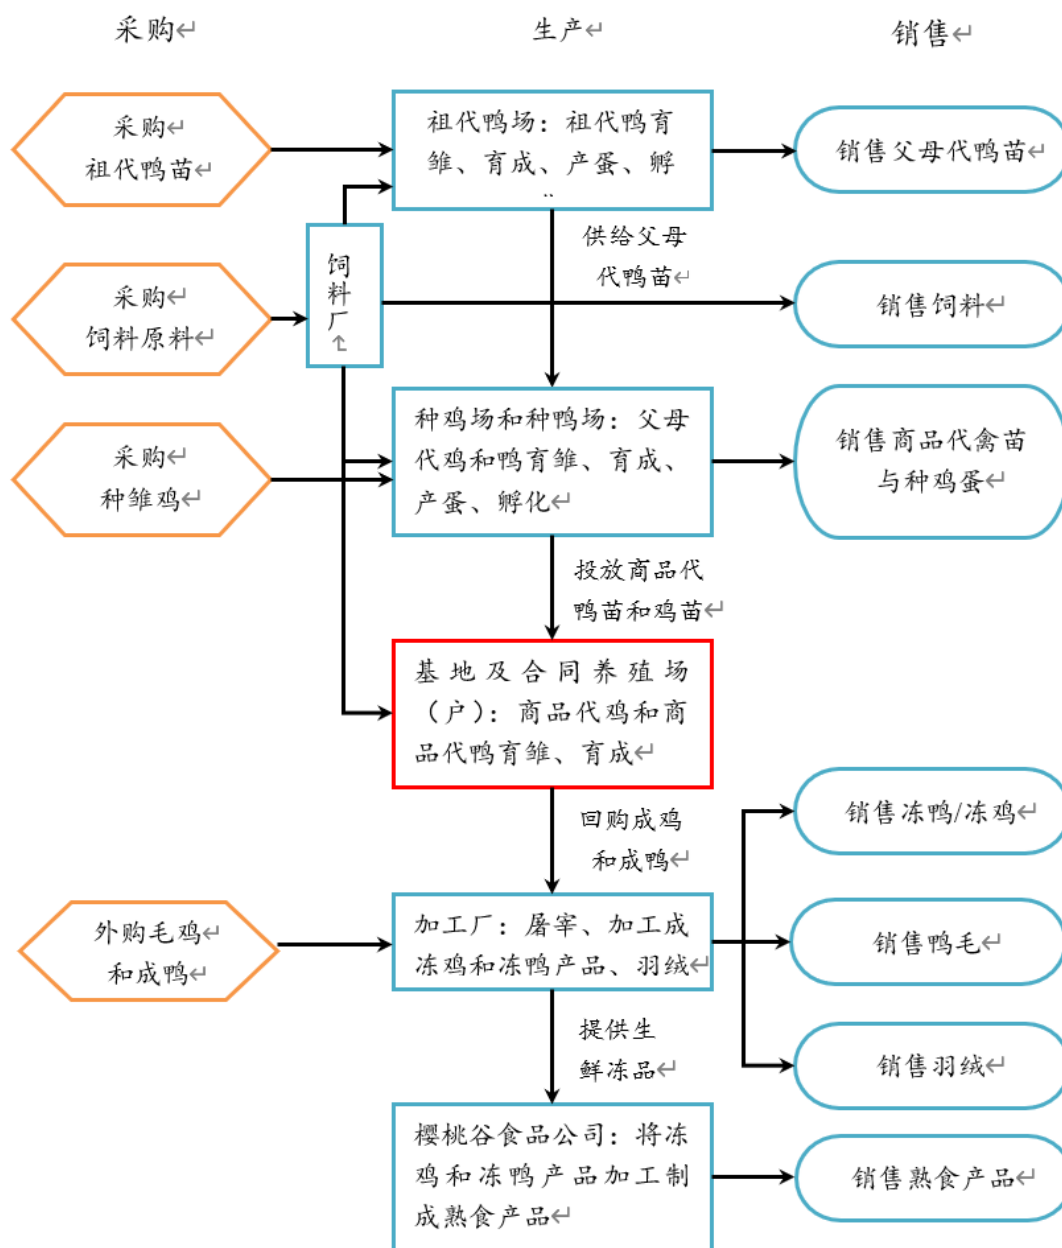 采购
生产
销售
采购
祖代鸭苗
祖代鸭场：祖代鸭育
雏、育成、产蛋、孵
销售父母代鸭苗
供给父母
代鸭苗
采购
饲料原料
饲
料
厂
销售饲料
采购
种雏鸡
种鸡场和种鸭场：父母
代鸡和鸭育雏、育成、
产蛋、孵化
销售商品代禽苗
与种鸡蛋
投放商品代
鸭苗和鸡苗
基地及合同养殖场
（户）：商品代鸡和商
品代鸭育雏、育成
回购成鸡
和成鸭
销售冻鸭/冻鸡
外购毛鸡
和成鸭
加工厂：屠宰、加工成
冻鸡和冻鸭产品、羽绒
销售鸭毛
提供生
鲜冻品
销售羽绒
樱桃谷食品公司：将冻
鸡和冻鸭产品加工制
成熟食产品
销售熟食产品